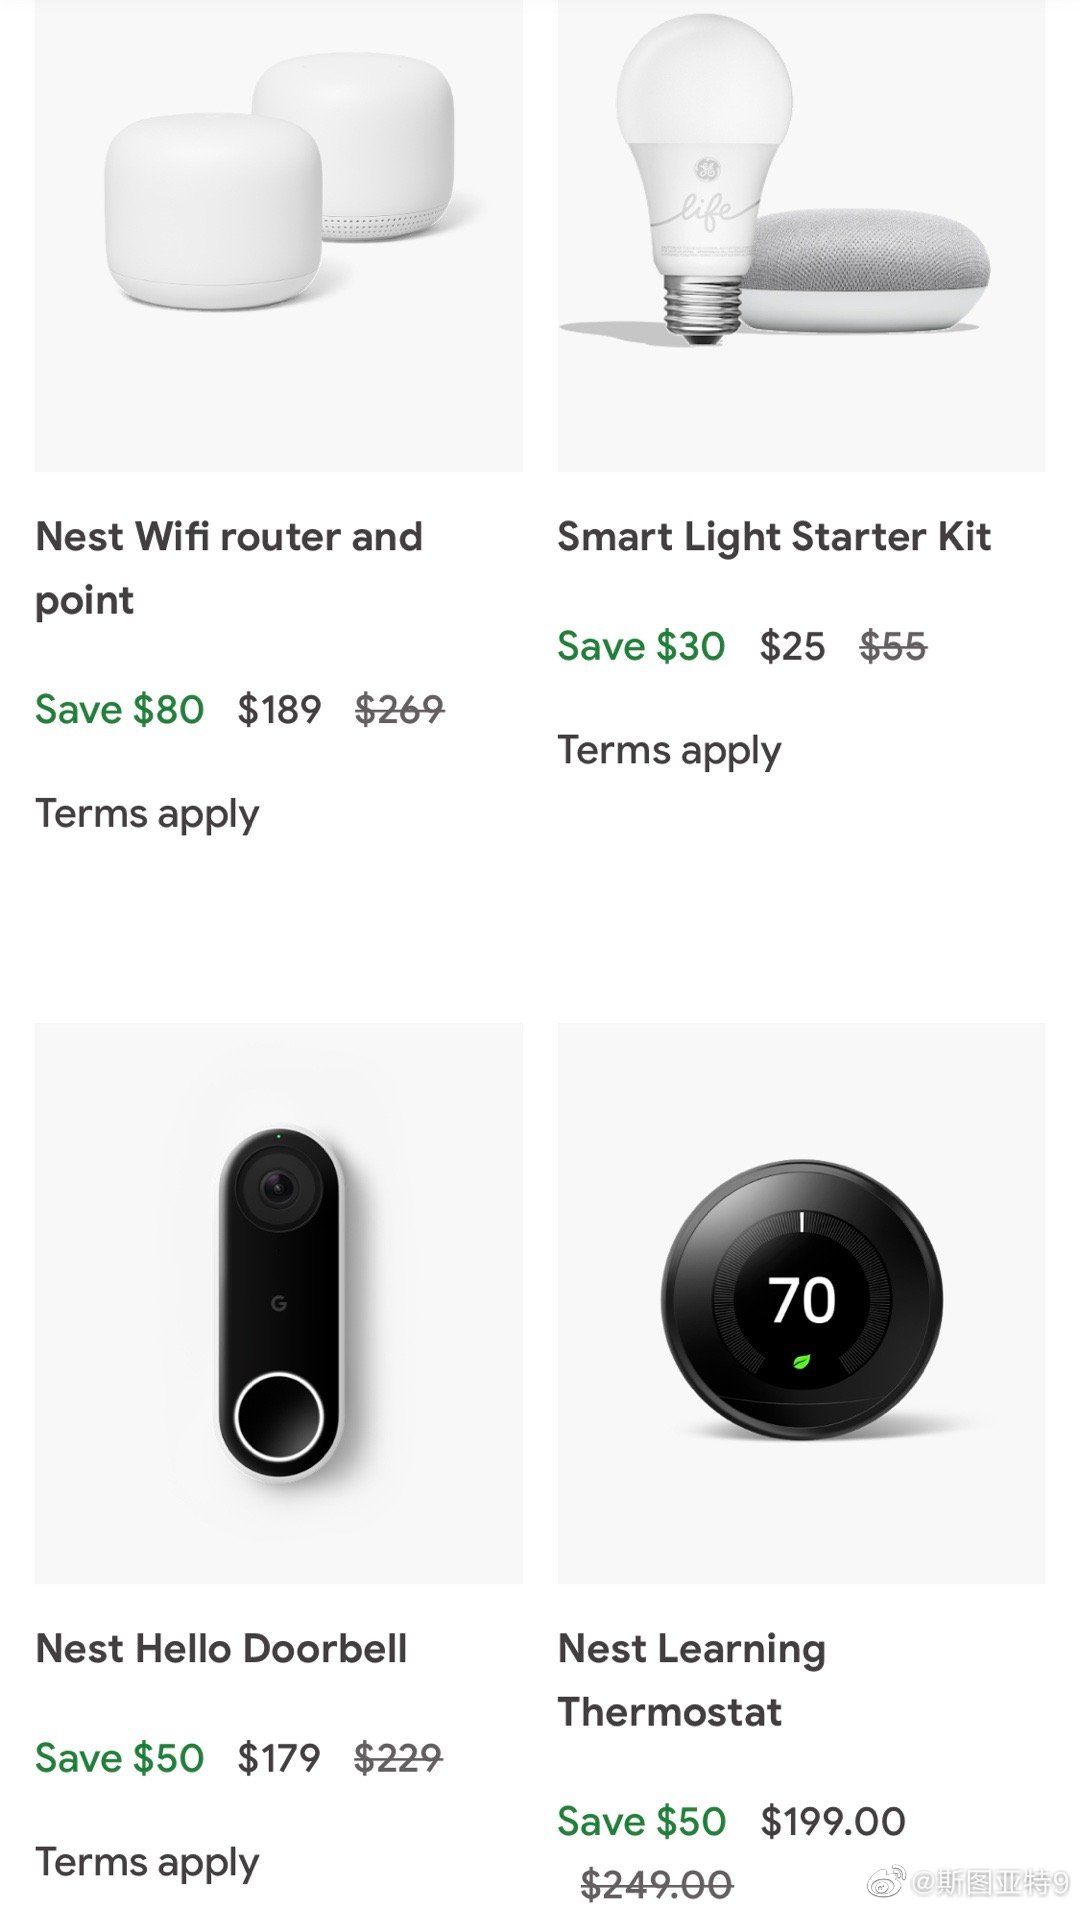 life
Nest Wifi router and
point
Save $80 $189 $269
Terms apply
Smart Light Starter Kit
Save $30 $25 $55
Terms apply
G
70
Nest Hello Doorbell
Save $50 $179 $229
Terms apply
Nest Learning
Thermostat
Save $50 $199.00
$249.00
@斯图亚特9